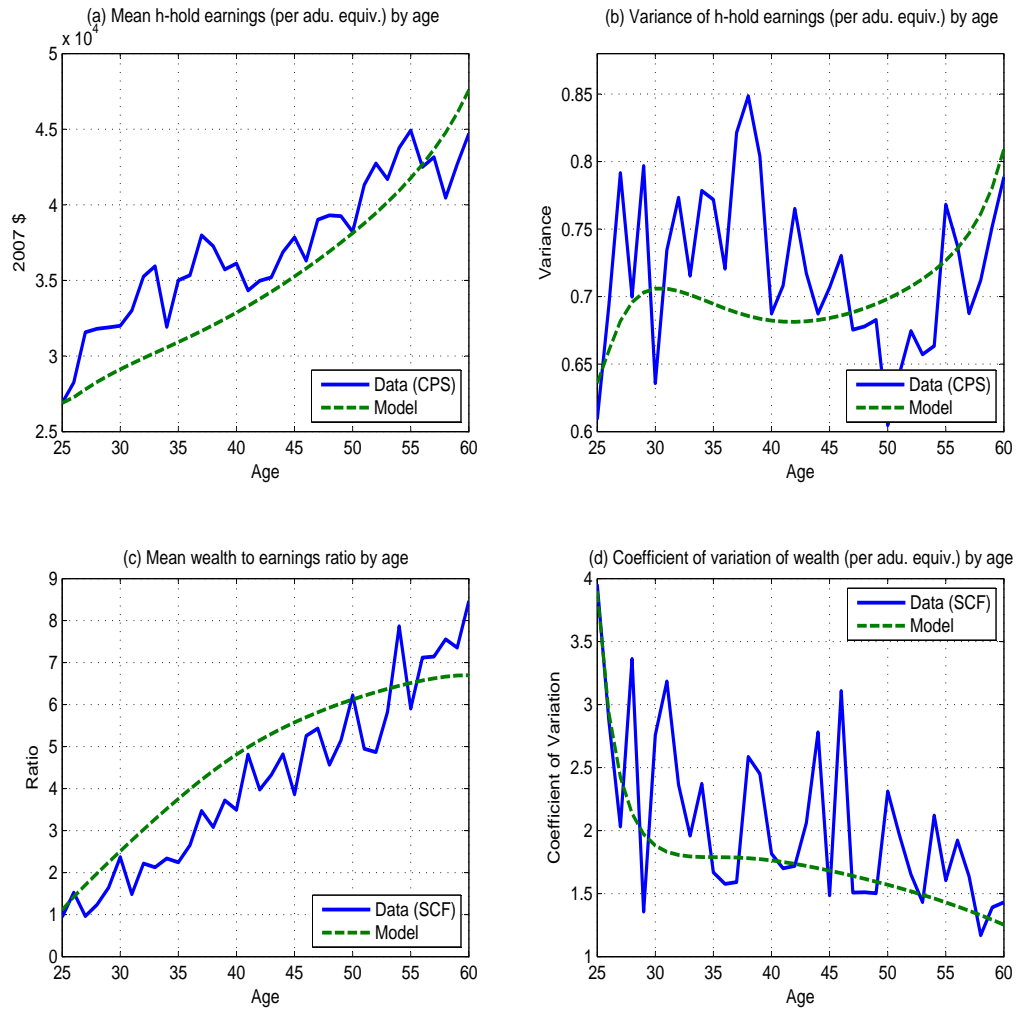 (a) Mean h-hold earnings (per adu. equiv.) by age
x 10^4
5
4.5
4
3.5
3
2.5
2007 $
25 30 35 40 45 50 55 60
Age
Data (CPS)
Model
(b) Variance of h-hold earnings (per adu. equiv.) by age
0.85
0.8
0.75
0.7
0.65
0.6
Variance
25 30 35 40 45 50 55 60
Age
Data (CPS)
Model
(c) Mean wealth to earnings ratio by age
9
8
7
6
5
4
3
2
1
0
Ratio
25 30 35 40 45 50 55 60
Age
Data (SCF)
Model
(d) Coefficient of variation of wealth (per adu. equiv.) by age
4
3.5
3
2.5
2
1.5
1
Coefficient of Variation
25 30 35 40 45 50 55 60
Age
Data (SCF)
Model